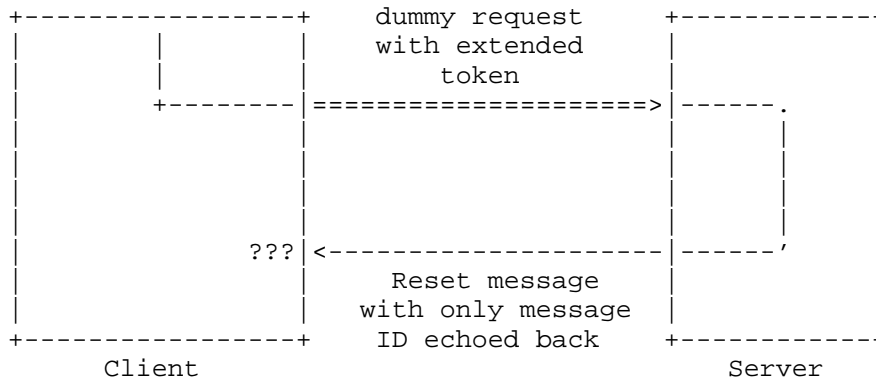 dummy request
with extended
token
???
Reset message
with only message
ID echoed back
Client
Server